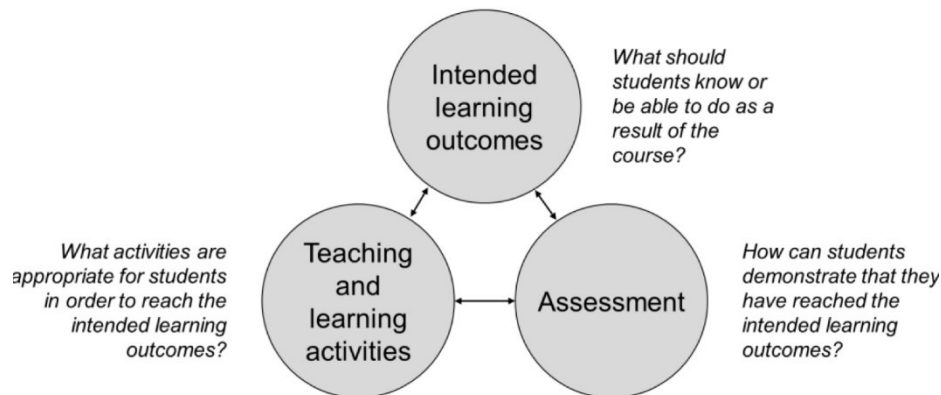 Intended
learning
outcomes
What should
students know or
be able to do as a
result of the
course?
What activities are
appropriate for students
in order to reach the
intended learning
outcomes?
Teaching
and
learning
activities
Assessment
How can students
demonstrate that they
have reached the
intended learning
outcomes?